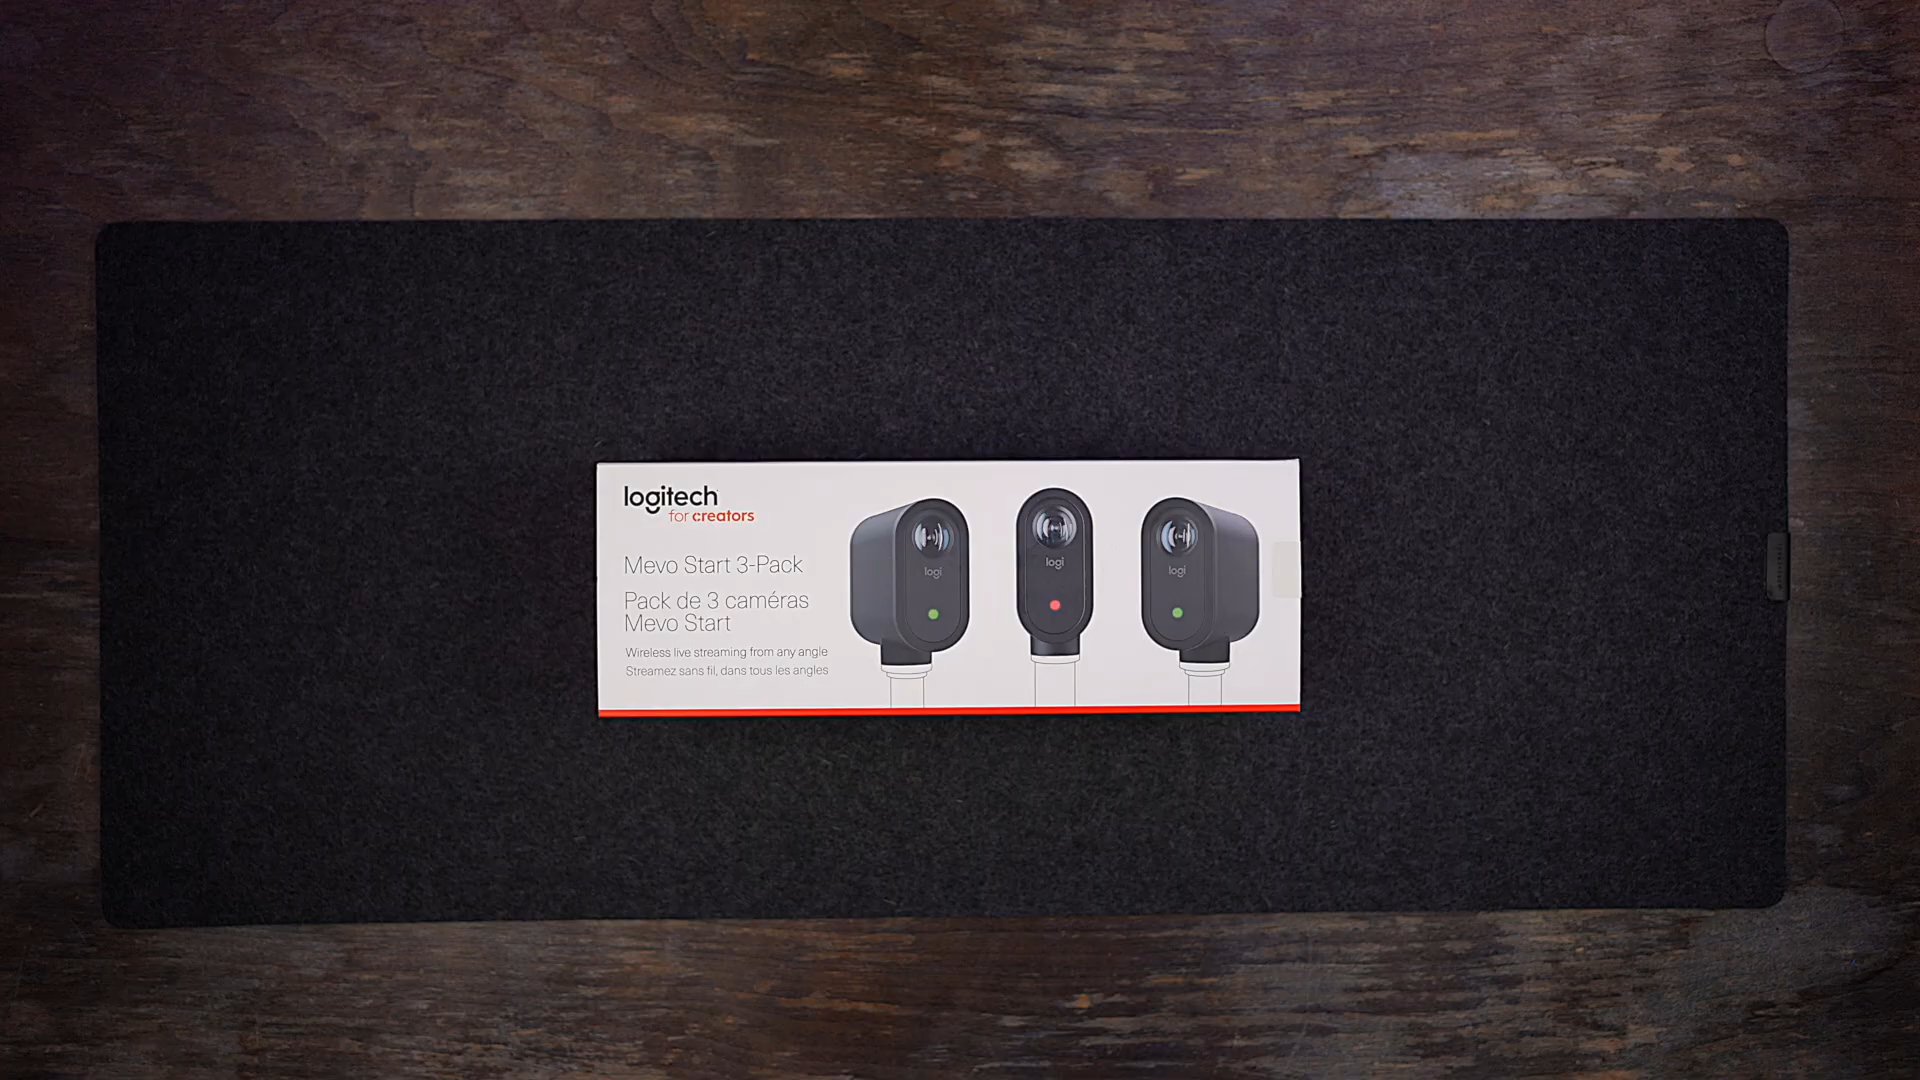 logitech
for creators
Mevo Start 3-Pack
Pack de 3 caméras
Mevo Start
Wireless live streaming from any angle
Streamez sans fil, dans tous les angles
logi
logi
logi